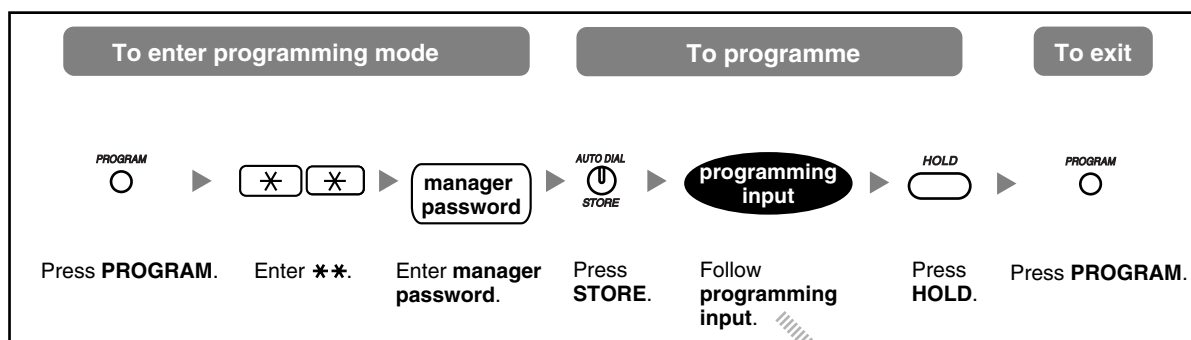 To enter programming mode
To programme
To exit
PROGRAM
AUTO DIAL
HOLD
PROGRAM
manager
password
programming
input
STORE
Press PROGRAM.
Enter ✳✳.
Enter manager
password.
Press
STORE.
Follow
programming
input.
Press
HOLD.
Press PROGRAM.